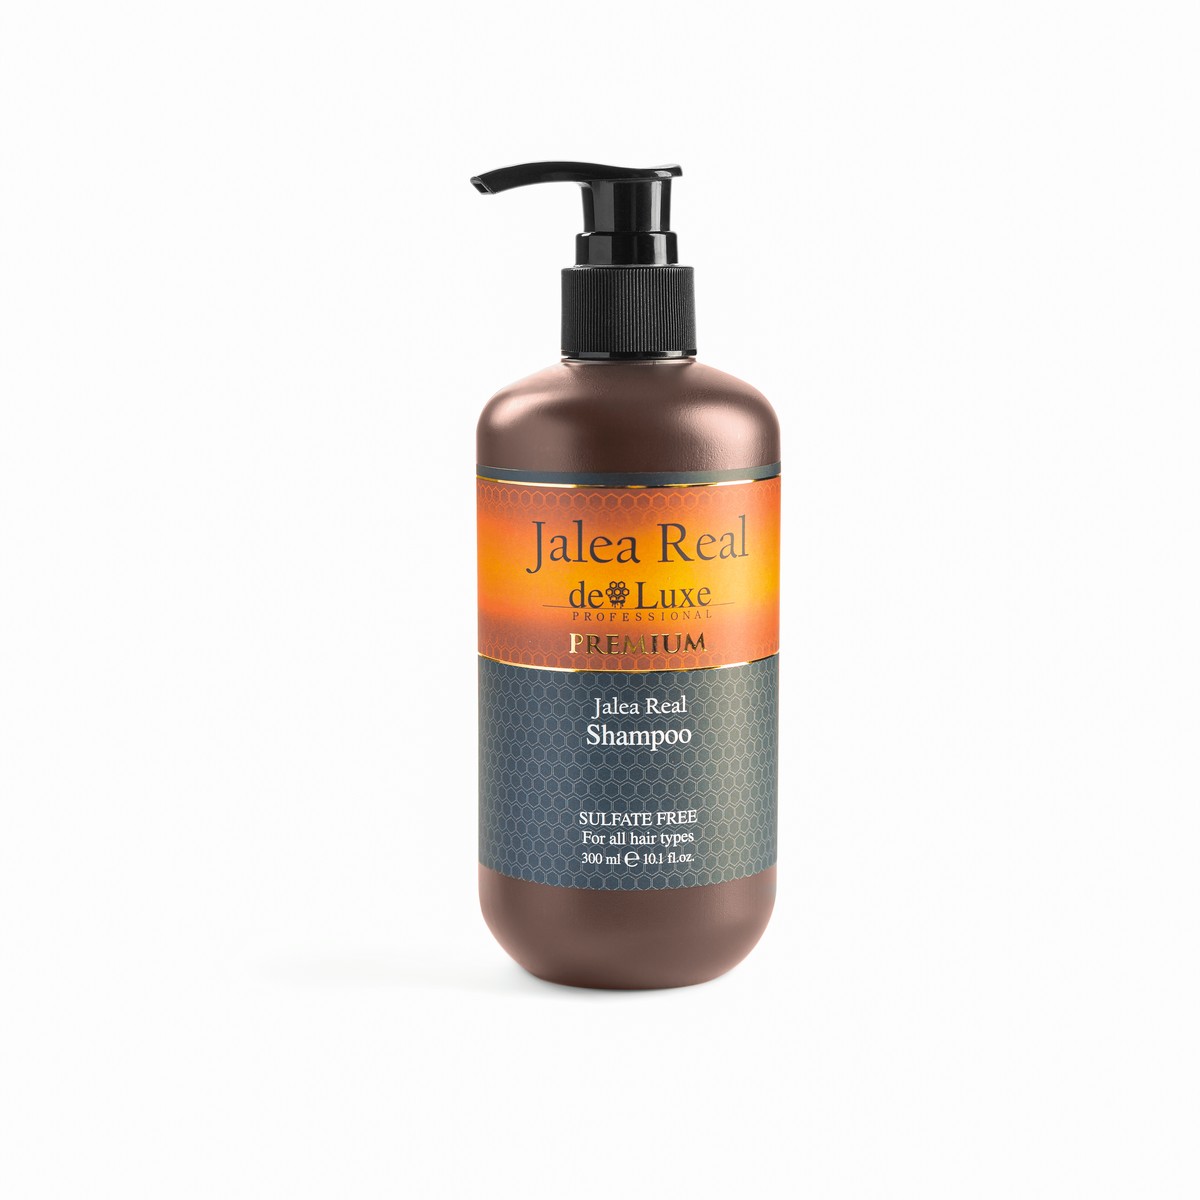 Jalea Real
de Luxe
PROFESSIONAL
PREMIUM
Jalea Real
Shampoo
SULFATE FREE
For all hair types
300 ml ℮ 10.1 fl.oz.